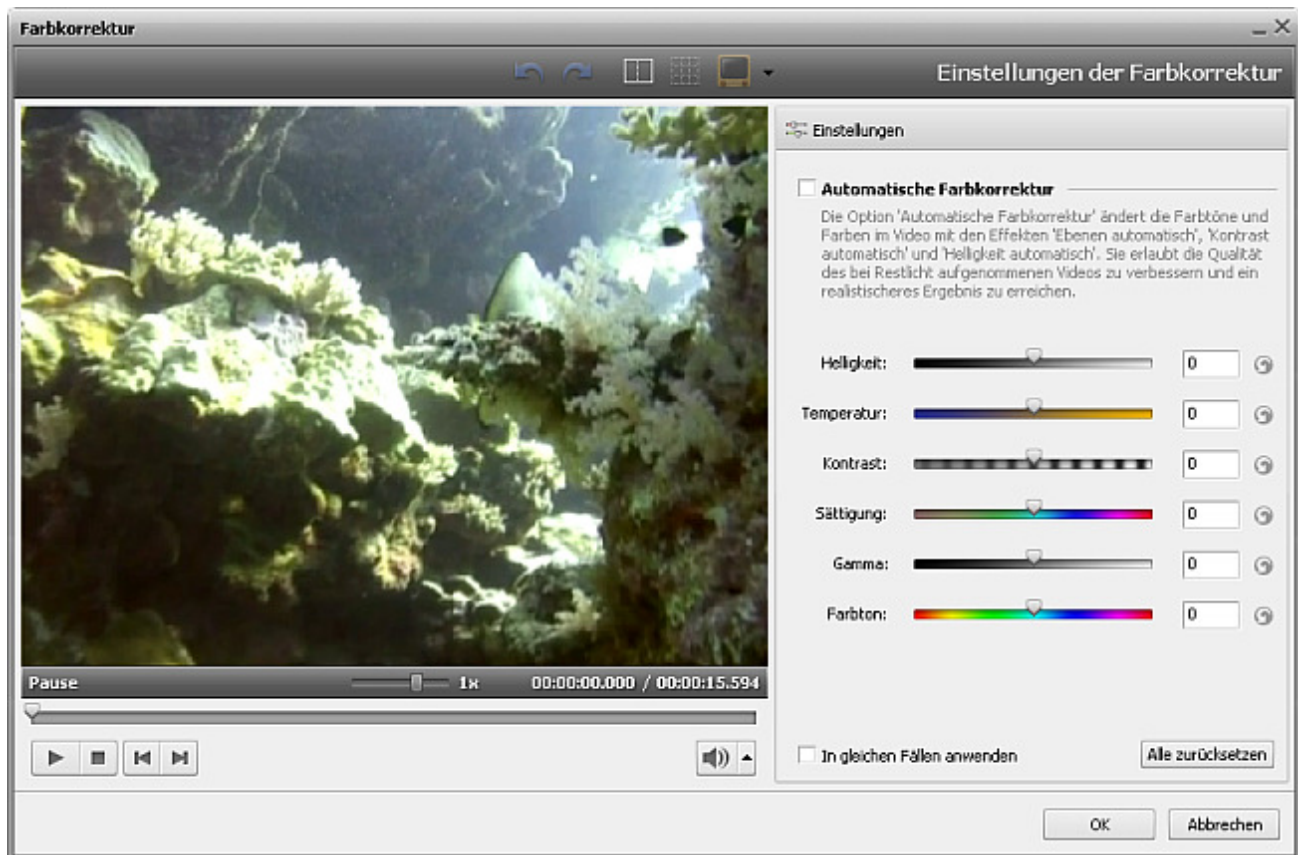 Farbkorrektur
Einstellungen der Farbkorrektur
Einstellungen
Automatische Farbkorrektur
Die Option 'Automatische Farbkorrektur' ändert die Farbtöne und
Farben im Video mit den Effekten 'Ebenen automatisch', 'Kontrast
automatisch' und 'Helligkeit automatisch'. Sie erlaubt die Qualität
des bei Restlicht aufgenommenen Videos zu verbessern und ein
realistischeres Ergebnis zu erreichen.
Helligkeit: 0
Temperatur: 0
Kontrast: 0
Sättigung: 0
Gamma: 0
Farbton: 0
Pause 1x 00:00:00.000 / 00:00:15.594
In gleichen Fällen anwenden Alle zurücksetzen
OK Abbrechen